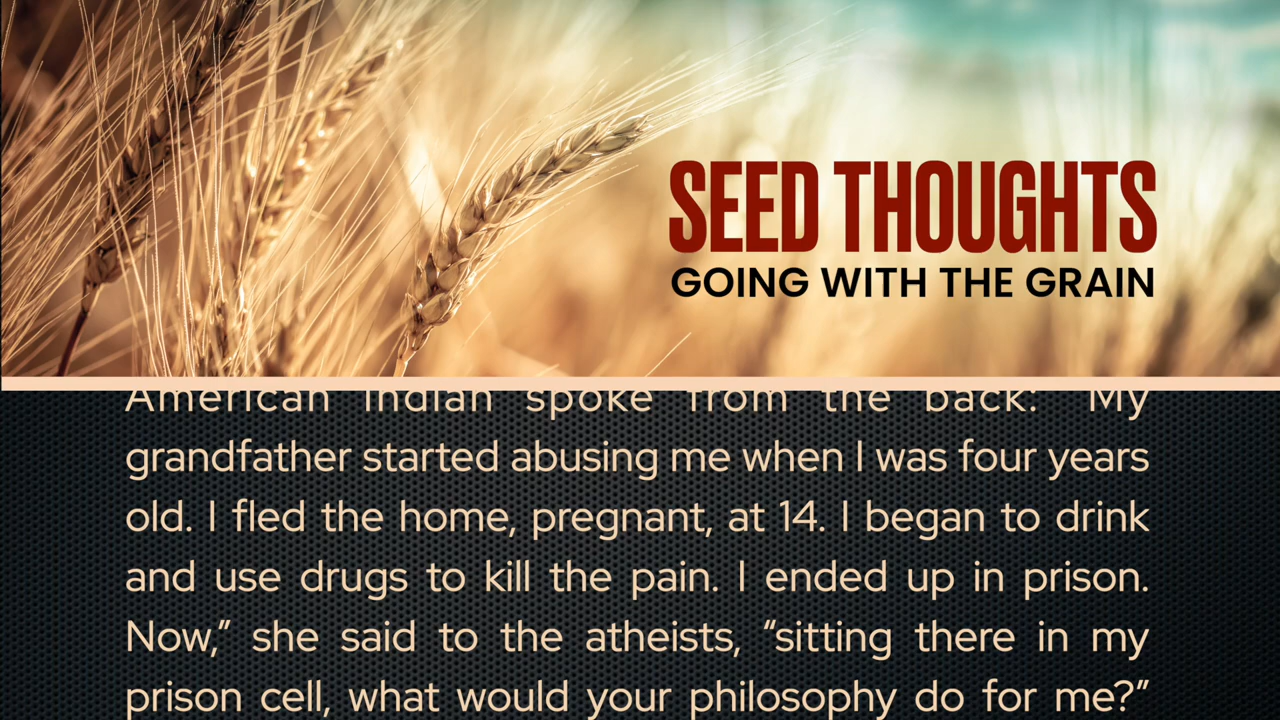 SEED THOUGHTS
GOING WITH THE GRAIN
American Indian spoke from the back: “My
grandfather started abusing me when I was four years
old. I fled the home, pregnant, at 14. I began to drink
and use drugs to kill the pain. I ended up in prison.
Now,” she said to the atheists, “sitting there in my
prison cell, what would your philosophy do for me?”